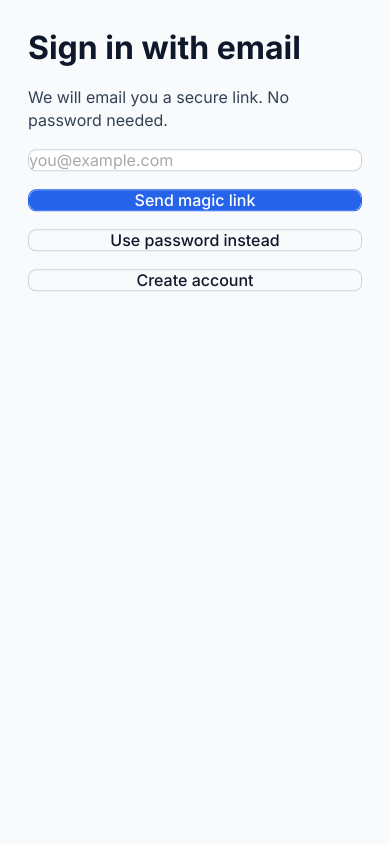 Sign in with email
We will email you a secure link. No
password needed.
you@example.com
Send magic link
Use password instead
Create account